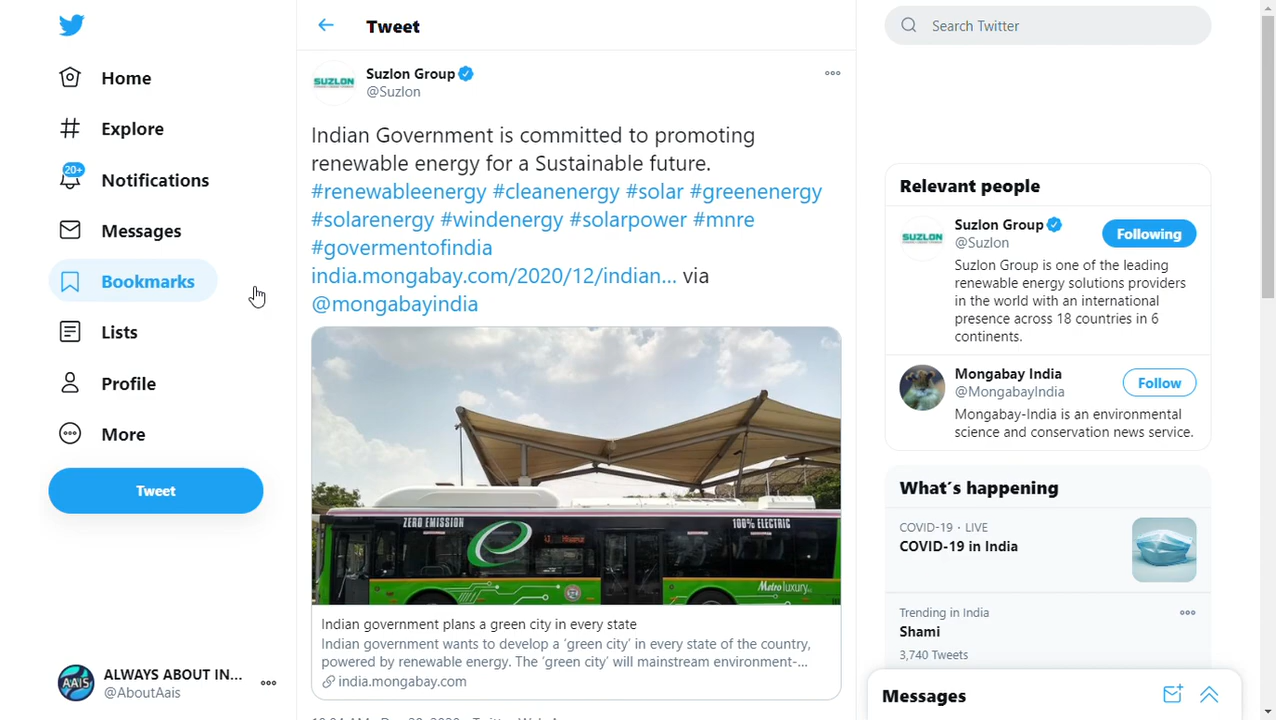 Home
Explore
20+
Notifications
Messages
Bookmarks
Lists
Profile
More
Tweet
ALWAYS ABOUT IN...
@AboutAais
AAIS
Tweet
SUZLON
Suzlon Group
@Suzlon
Indian Government is committed to promoting
renewable energy for a Sustainable future.
#renewableenergy #cleanenergy #solar #greenenergy
#solarenergy #windenergy #solarpower #mnre
#govermentofindia
india.mongabay.com/2020/12/indian... via
@mongabayindia
ZERO EMISSION
100% ELECTRIC
Metro luxury
Indian government plans a green city in every state
Indian government wants to develop a ‘green city’ in every state of the country,
powered by renewable energy. The ‘green city’ will mainstream environment-...
india.mongabay.com
Search Twitter
Relevant people
SUZLON
Suzlon Group
@Suzlon
Following
Suzlon Group is one of the leading
renewable energy solutions providers
in the world with an international
presence across 18 countries in 6
continents.
Mongabay India
@MongabayIndia
Follow
Mongabay-India is an environmental
science and conservation news service.
What's happening
COVID-19 · LIVE
COVID-19 in India
Trending in India
Shami
3,740 Tweets
Messages